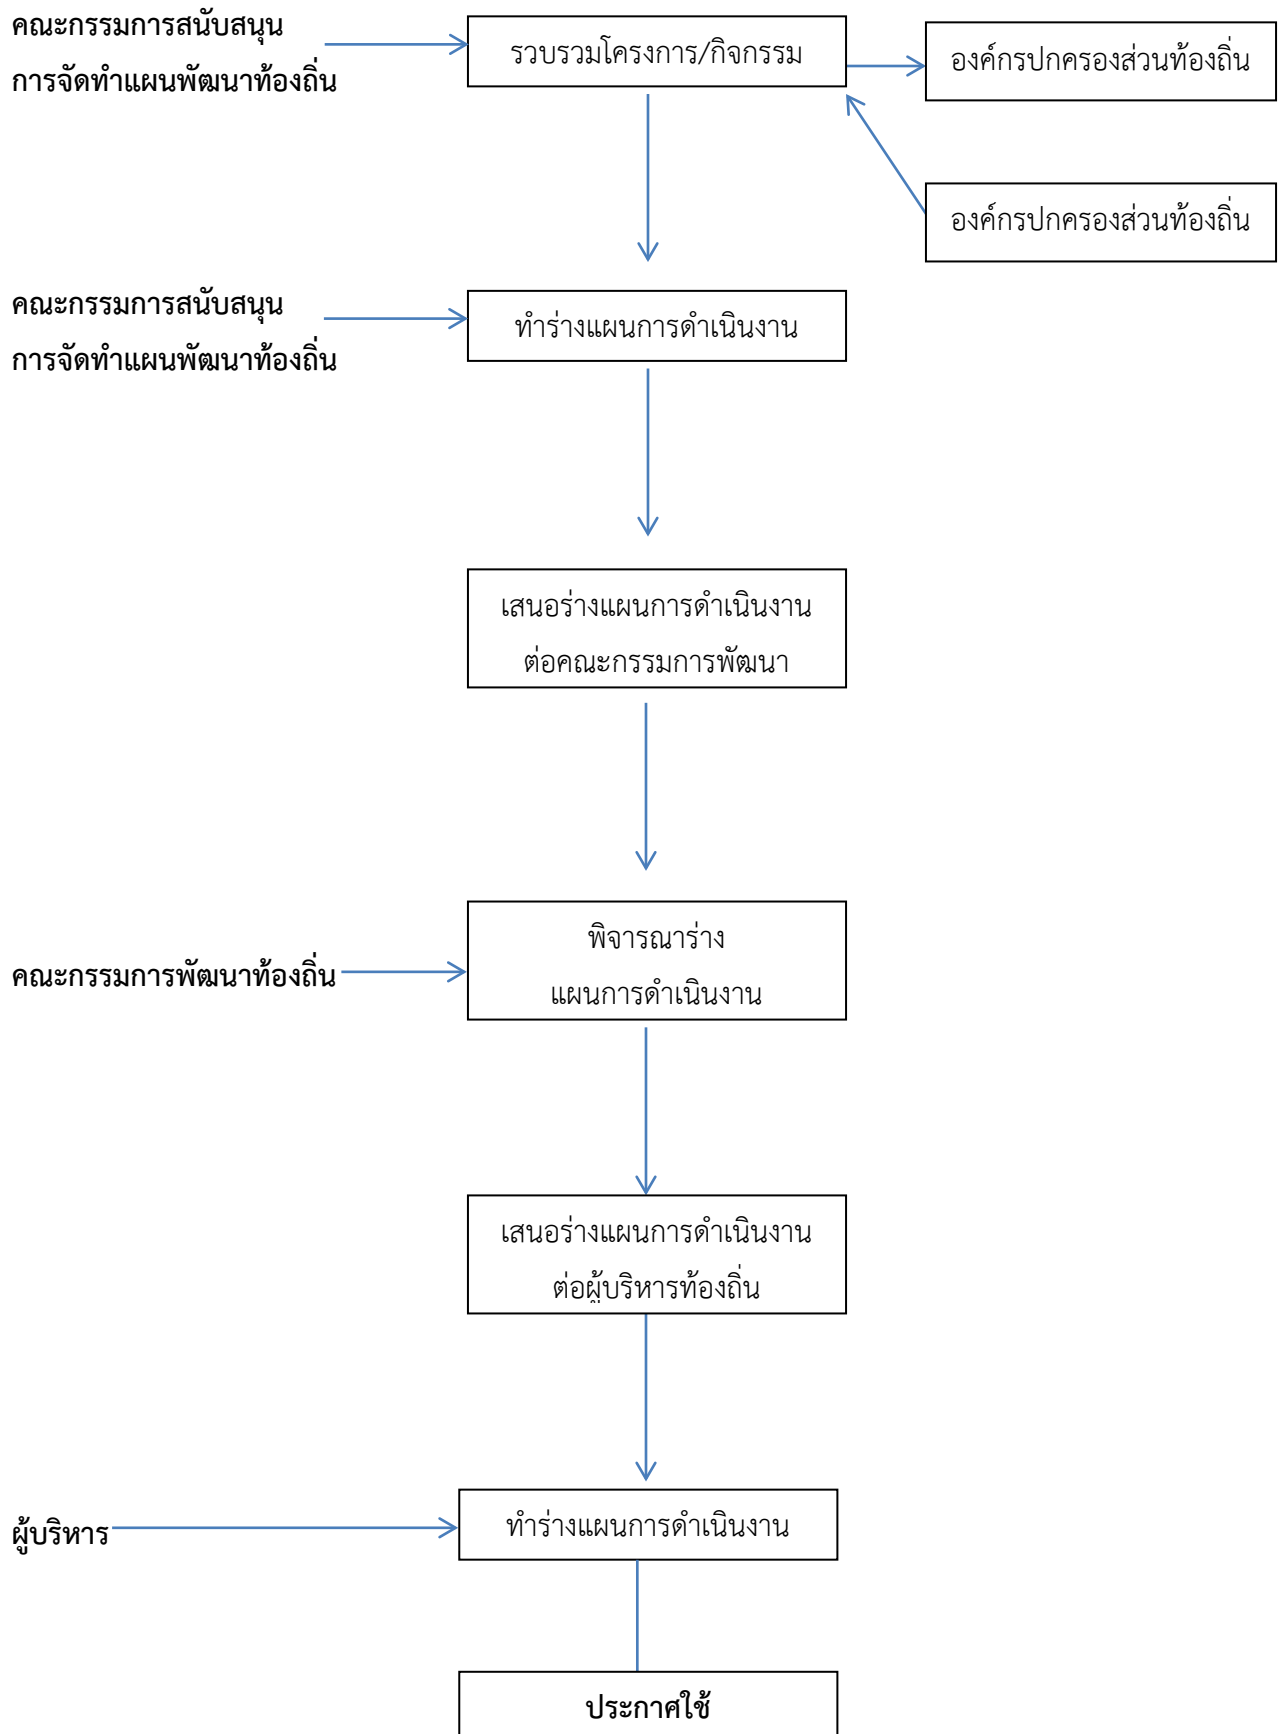 คณะกรรมการสนับสนุน
การจัดทำแผนพัฒนาท้องถิ่น
รวบรวมโครงการ/กิจกรรม
องค์กรปกครองส่วนท้องถิ่น
องค์กรปกครองส่วนท้องถิ่น
คณะกรรมการสนับสนุน
การจัดทำแผนพัฒนาท้องถิ่น
ทำร่างแผนการดำเนินงาน
เสนอร่างแผนการดำเนินงาน
ต่อคณะกรรมการพัฒนา
คณะกรรมการพัฒนาท้องถิ่น
พิจารณาร่าง
แผนการดำเนินงาน
เสนอร่างแผนการดำเนินงาน
ต่อผู้บริหารท้องถิ่น
ผู้บริหาร
ทำร่างแผนการดำเนินงาน
ประกาศใช้